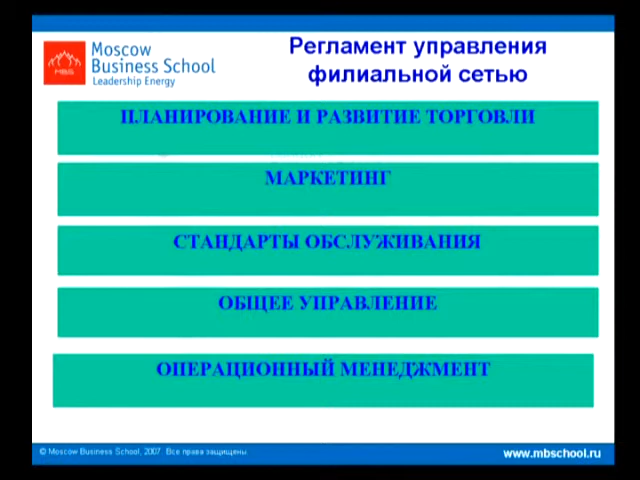 Moscow
Business School
Leadership Energy
MBS
Регламент управления
филиальной сетью
ПЛАНИРОВАНИЕ И РАЗВИТИЕ ТОРГОВЛИ
МАРКЕТИНГ
СТАНДАРТЫ ОБСЛУЖИВАНИЯ
ОБЩЕЕ УПРАВЛЕНИЕ
ОПЕРАЦИОННЫЙ МЕНЕДЖМЕНТ
© Moscow Business School, 2007. Все права защищены.
www.mbschool.ru